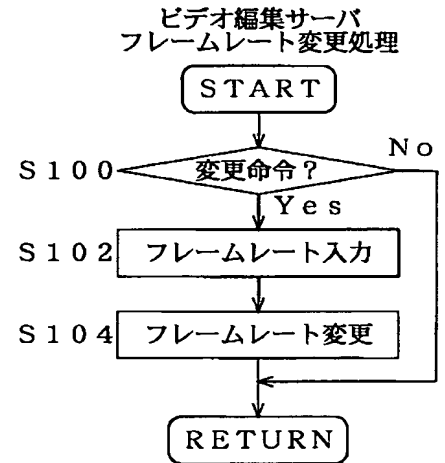 ビデオ編集サーバ
フレームレート変更処理
ＳＴＡＲＴ
Ｓ１００ 変更命令？ Ｎｏ
Ｙｅｓ
Ｓ１０２ フレームレート入力
Ｓ１０４ フレームレート変更
ＲＥＴＵＲＮ